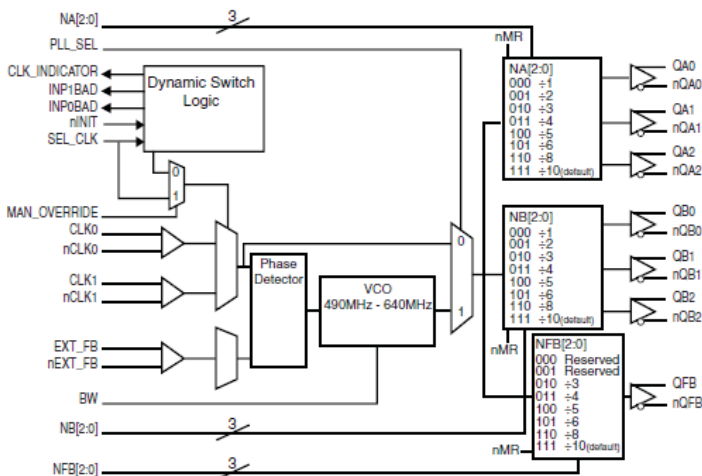 NA[2:0]
3
PLL_SEL
CLK_INDICATOR
INP1BAD
INP0BAD
nINIT
SEL_CLK
Dynamic Switch
Logic
0
1
MAN_OVERRIDE
CLK0
nCLK0
CLK1
nCLK1
EXT_FB
nEXT_FB
BW
NB[2:0]
3
NFB[2:0]
3
Phase
Detector
VCO
490MHz - 640MHz
0
1
nMR
NA[2:0]
000 ÷1
001 ÷2
010 ÷3
011 ÷4
100 ÷5
101 ÷6
110 ÷8
111 ÷10(default)
QA0
nQA0
QA1
nQA1
QA2
nQA2
NB[2:0]
000 ÷1
001 ÷2
010 ÷3
011 ÷4
100 ÷5
101 ÷6
110 ÷8
111 ÷10(default)
nMR
QB0
nQB0
QB1
nQB1
QB2
nQB2
NFB[2:0]
000 Reserved
001 Reserved
010 ÷3
011 ÷4
100 ÷5
101 ÷6
110 ÷8
111 ÷10(default)
nMR
QFB
nQFB